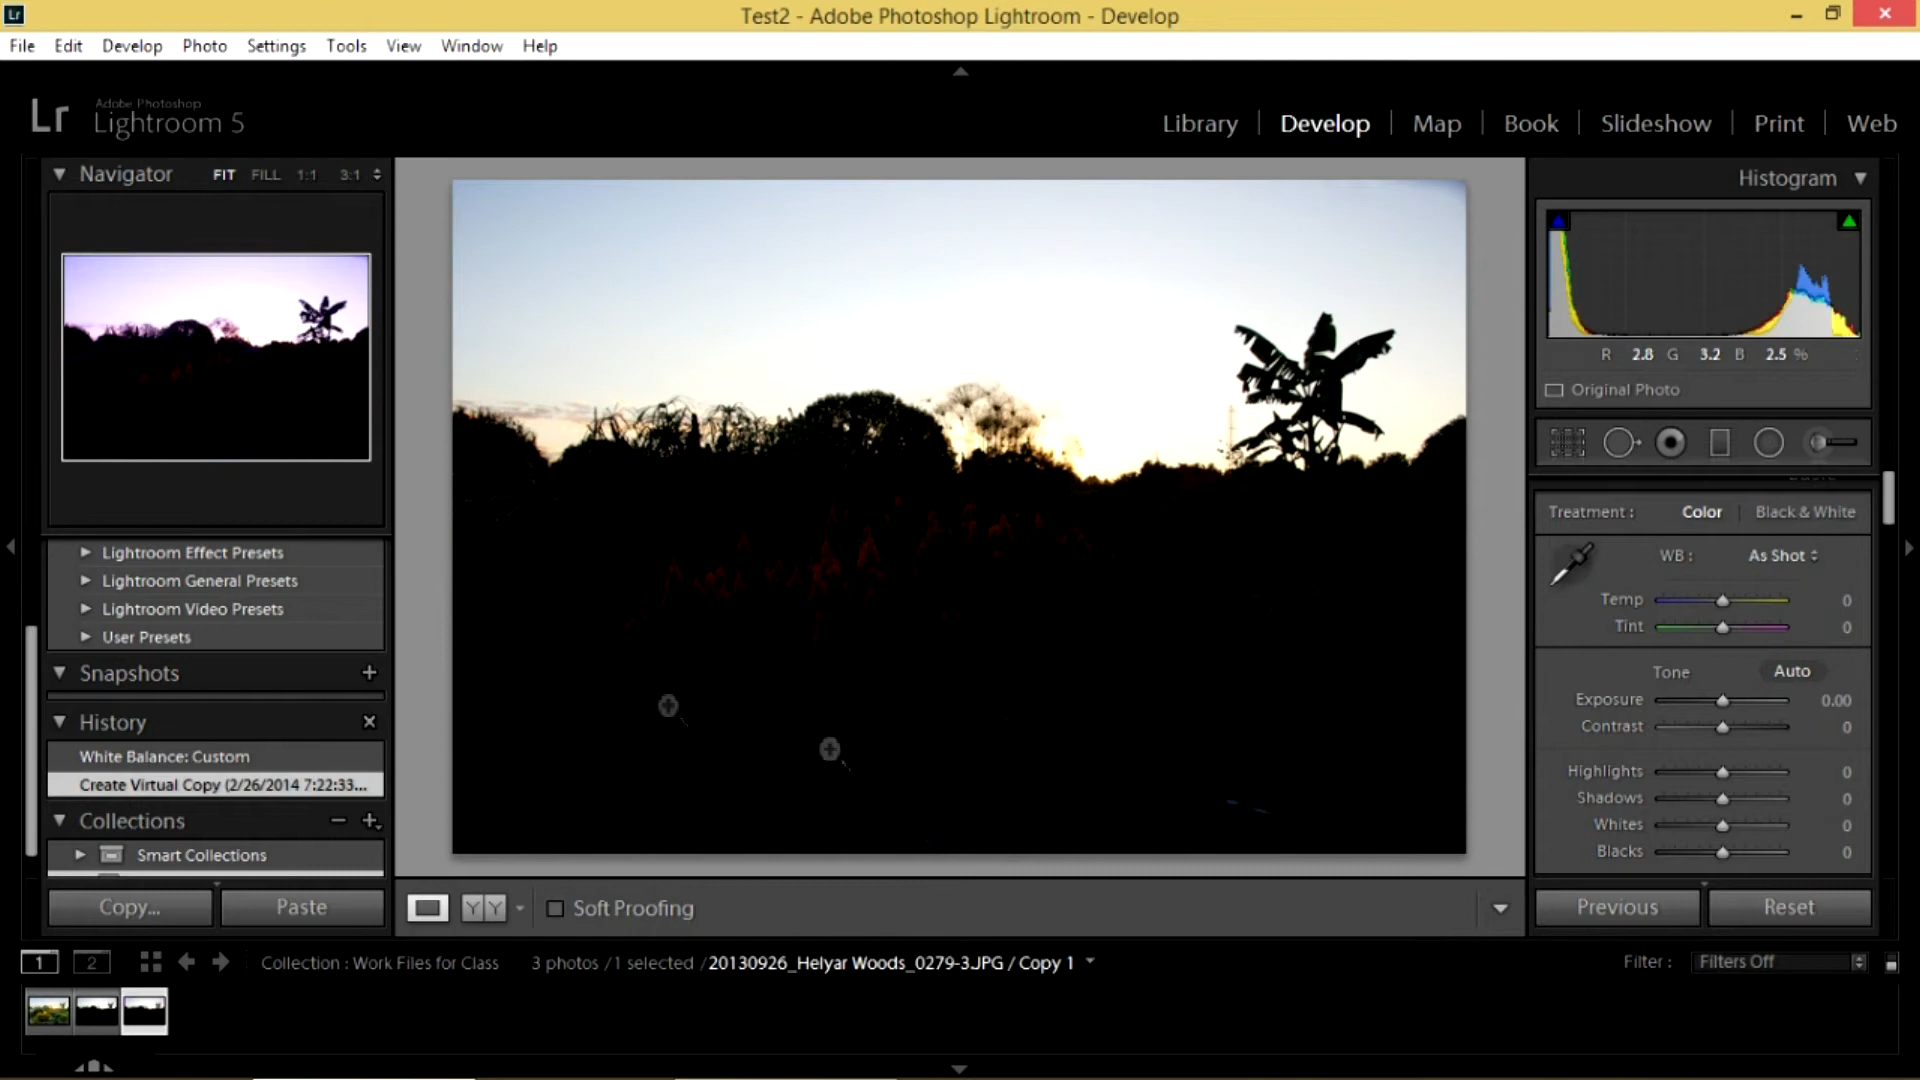 Lr
Test2 - Adobe Photoshop Lightroom - Develop
File Edit Develop Photo Settings Tools View Window Help
Lr Adobe Photoshop
Lightroom 5
Library Develop Map Book Slideshow Print Web
Navigator FIT FILL 1:1 3:1
Histogram
R 2.8 G 3.2 B 2.5 %
Original Photo
Treatment : Color Black & White
WB : As Shot
Temp 0
Tint 0
Tone Auto
Exposure 0.00
Contrast 0
Highlights 0
Shadows 0
Whites 0
Blacks 0
Lightroom Effect Presets
Lightroom General Presets
Lightroom Video Presets
User Presets
Snapshots
History
White Balance: Custom
Create Virtual Copy (2/26/2014 7:22:33...
Collections
Smart Collections
Copy... Paste
YY Soft Proofing
Previous Reset
1 2 Collection : Work Files for Class 3 photos / 1 selected / 20130926_Helyar Woods_0279-3.JPG / Copy 1
Filter : Filters Off